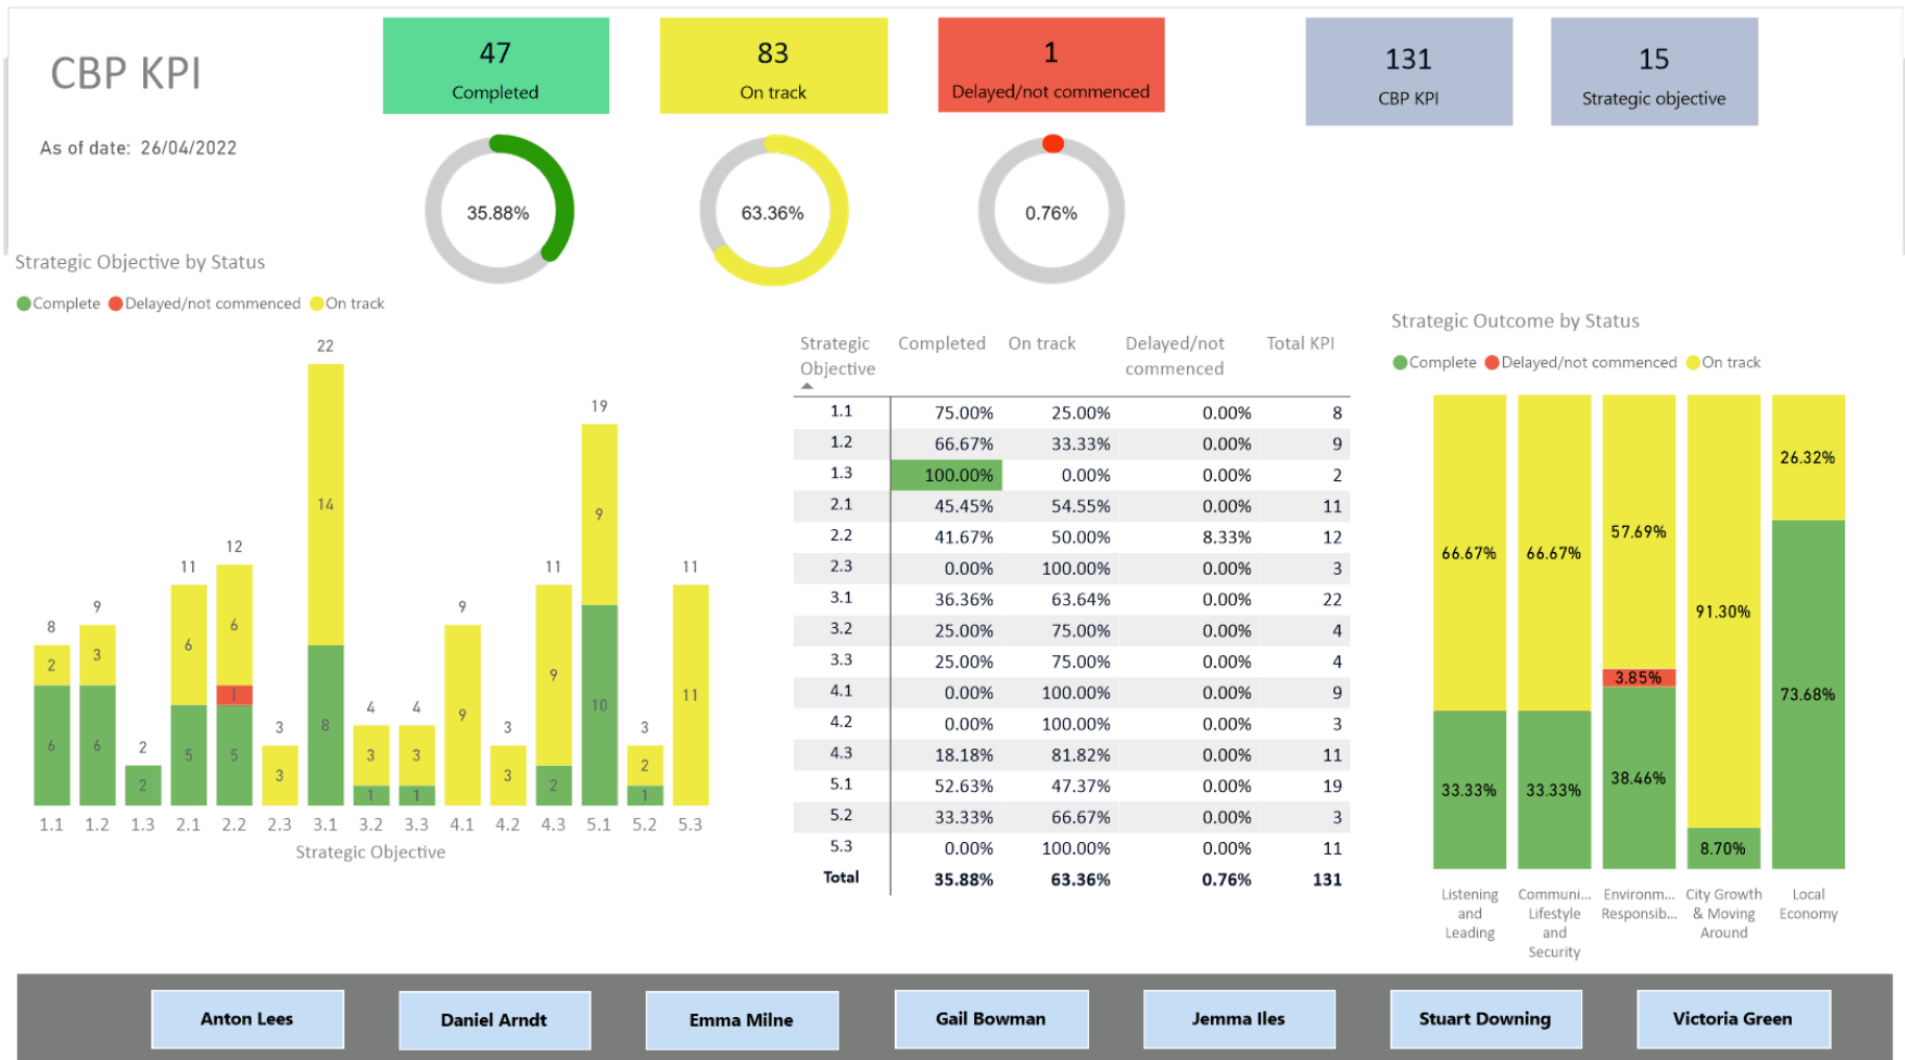 CBP KPI
As of date: 26/04/2022
47
Completed
83
On track
1
Delayed/not commenced
131
CBP KPI
15
Strategic objective
35.88%
63.36%
0.76%
Strategic Objective by Status
Complete Delayed/not commenced On track
22
19
12
11
11
11
9
9
8
4
4
3
3
3
2
14
9
6
6
3
2
1
9
11
10
8
9
3
3
3
3
2
6
6
2
5
5
1
1
2
1
1.1 1.2 1.3 2.1 2.2 2.3 3.1 3.2 3.3 4.1 4.2 4.3 5.1 5.2 5.3
Strategic Objective
Strategic Objective Completed On track Delayed/not commenced Total KPI
1.1 75.00% 25.00% 0.00% 8
1.2 66.67% 33.33% 0.00% 9
1.3 100.00% 0.00% 0.00% 2
2.1 45.45% 54.55% 0.00% 11
2.2 41.67% 50.00% 8.33% 12
2.3 0.00% 100.00% 0.00% 3
3.1 36.36% 63.64% 0.00% 22
3.2 25.00% 75.00% 0.00% 4
3.3 25.00% 75.00% 0.00% 4
4.1 0.00% 100.00% 0.00% 9
4.2 0.00% 100.00% 0.00% 3
4.3 18.18% 81.82% 0.00% 11
5.1 52.63% 47.37% 0.00% 19
5.2 33.33% 66.67% 0.00% 3
5.3 0.00% 100.00% 0.00% 11
Total 35.88% 63.36% 0.76% 131
Strategic Outcome by Status
Complete Delayed/not commenced On track
66.67% 66.67% 57.69% 91.30% 26.32%
3.85%
33.33% 33.33% 38.46% 8.70% 73.68%
Listening and Leading
Communi... Lifestyle and Security
Environm... Responsib...
City Growth & Moving Around
Local Economy
Anton Lees
Daniel Arndt
Emma Milne
Gail Bowman
Jemma Iles
Stuart Downing
Victoria Green